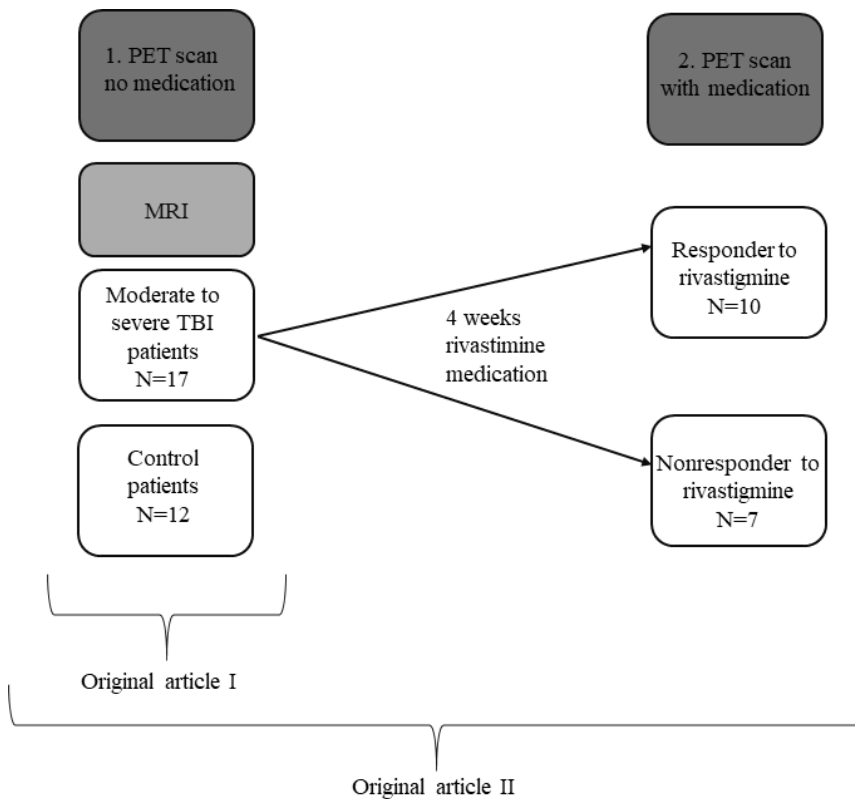 1. PET scan
no medication
2. PET scan
with medication
MRI
Moderate to
severe TBI
patients
N=17
4 weeks
rivastimine
medication
Responder to
rivastigmine
N=10
Control
patients
N=12
Nonresponder to
rivastigmine
N=7
Original article I
Original article II